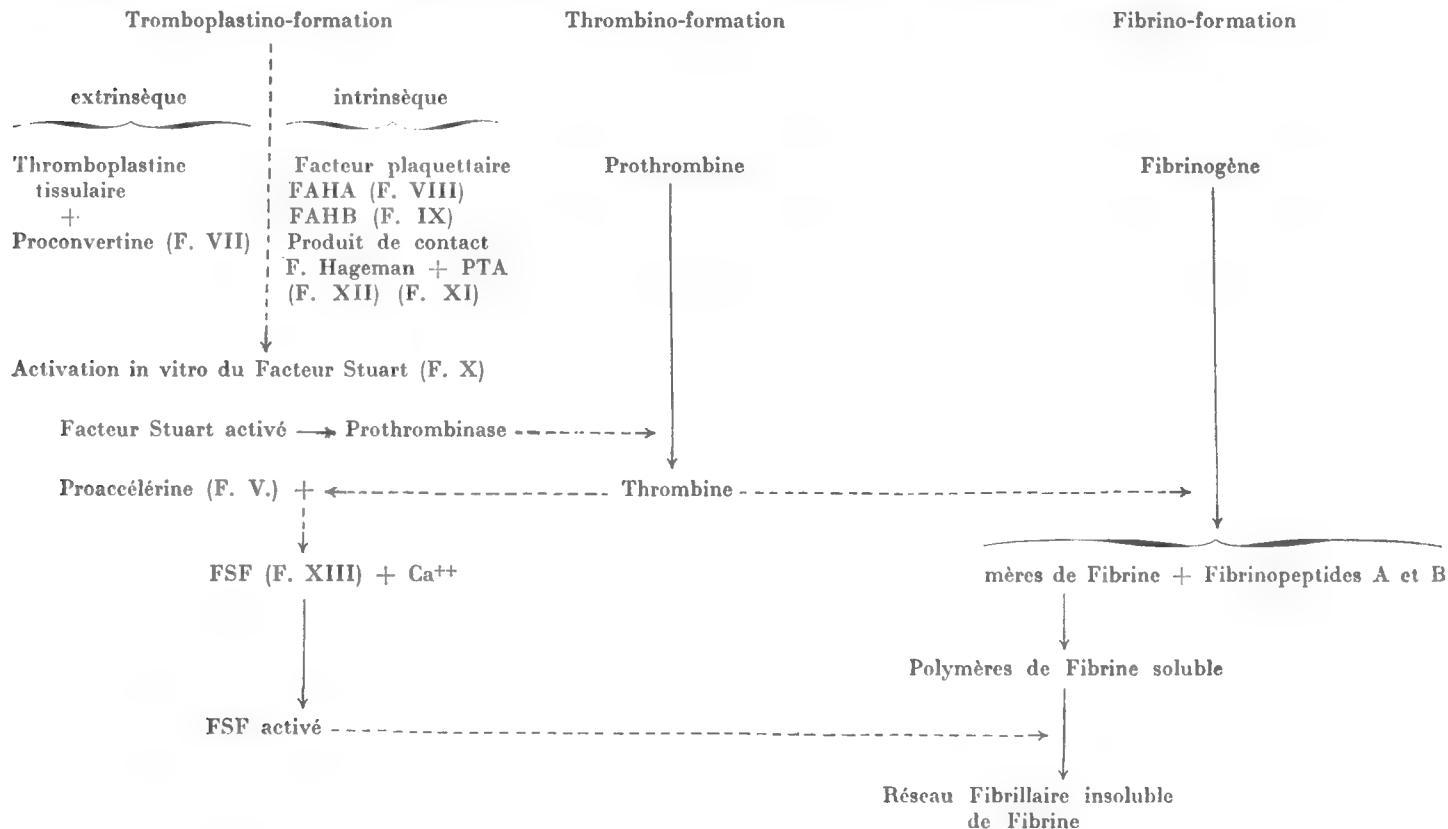 Tromboplastino-formation
Thrombino-formation
Fibrino-formation
extrinsèque
intrinsèque
Thromboplastine
tissulaire
+
Proconvertine (F. VII)
Facteur plaquettaire
FAHA (F. VIII)
FAHB (F. IX)
Produit de contact
F. Hageman + PTA
(F. XII) (F. XI)
Prothrombine
Fibrinogène
Activation in vitro du Facteur Stuart (F. X)
Facteur Stuart activé Prothrombinase
Proaccélérine (F. V.) +
Thrombine
FSF (F. XIII) + Ca++
mères de Fibrine + Fibrinopeptides A et B
Polymères de Fibrine soluble
FSF activé
Réseau Fibrillaire insoluble
de Fibrine